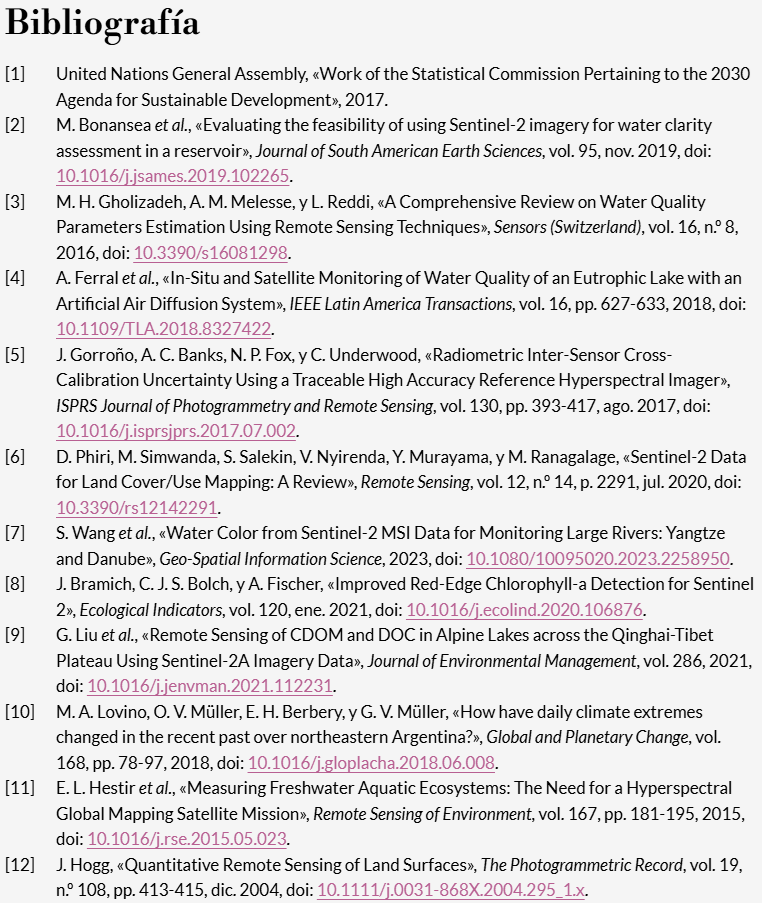 Bibliografía
[1] United Nations General Assembly, «Work of the Statistical Commission Pertaining to the 2030
Agenda for Sustainable Development», 2017.
[2] M. Bonansea et al., «Evaluating the feasibility of using Sentinel-2 imagery for water clarity
assessment in a reservoir», Journal of South American Earth Sciences, vol. 95, nov. 2019, doi:
10.1016/j.jsames.2019.102265.
[3] M. H. Gholizadeh, A. M. Melesse, y L. Reddi, «A Comprehensive Review on Water Quality
Parameters Estimation Using Remote Sensing Techniques», Sensors (Switzerland), vol. 16, n.º 8,
2016, doi: 10.3390/s16081298.
[4] A. Ferral et al., «In-Situ and Satellite Monitoring of Water Quality of an Eutrophic Lake with an
Artificial Air Diffusion System», IEEE Latin America Transactions, vol. 16, pp. 627-633, 2018, doi:
10.1109/TLA.2018.8327422.
[5] J. Gorroño, A. C. Banks, N. P. Fox, y C. Underwood, «Radiometric Inter-Sensor Cross-
Calibration Uncertainty Using a Traceable High Accuracy Reference Hyperspectral Imager»,
ISPRS Journal of Photogrammetry and Remote Sensing, vol. 130, pp. 393-417, ago. 2017, doi:
10.1016/j.isprsjprs.2017.07.002.
[6] D. Phiri, M. Simwanda, S. Salekin, V. Nyirenda, Y. Murayama, y M. Ranagalage, «Sentinel-2 Data
for Land Cover/Use Mapping: A Review», Remote Sensing, vol. 12, n.º 14, p. 2291, jul. 2020, doi:
10.3390/rs12142291.
[7] S. Wang et al., «Water Color from Sentinel-2 MSI Data for Monitoring Large Rivers: Yangtze
and Danube», Geo-Spatial Information Science, 2023, doi: 10.1080/10095020.2023.2258950.
[8] J. Bramich, C. J. S. Bolch, y A. Fischer, «Improved Red-Edge Chlorophyll-a Detection for Sentinel
2», Ecological Indicators, vol. 120, ene. 2021, doi: 10.1016/j.ecolind.2020.106876.
[9] G. Liu et al., «Remote Sensing of CDOM and DOC in Alpine Lakes across the Qinghai-Tibet
Plateau Using Sentinel-2A Imagery Data», Journal of Environmental Management, vol. 286, 2021,
doi: 10.1016/j.jenvman.2021.112231.
[10] M. A. Lovino, O. V. Müller, E. H. Berbery, y G. V. Müller, «How have daily climate extremes
changed in the recent past over northeastern Argentina?», Global and Planetary Change, vol.
168, pp. 78-97, 2018, doi: 10.1016/j.gloplacha.2018.06.008.
[11] E. L. Hestir et al., «Measuring Freshwater Aquatic Ecosystems: The Need for a Hyperspectral
Global Mapping Satellite Mission», Remote Sensing of Environment, vol. 167, pp. 181-195, 2015,
doi: 10.1016/j.rse.2015.05.023.
[12] J. Hogg, «Quantitative Remote Sensing of Land Surfaces», The Photogrammetric Record, vol. 19,
n.º 108, pp. 413-415, dic. 2004, doi: 10.1111/j.0031-868X.2004.295_1.x.